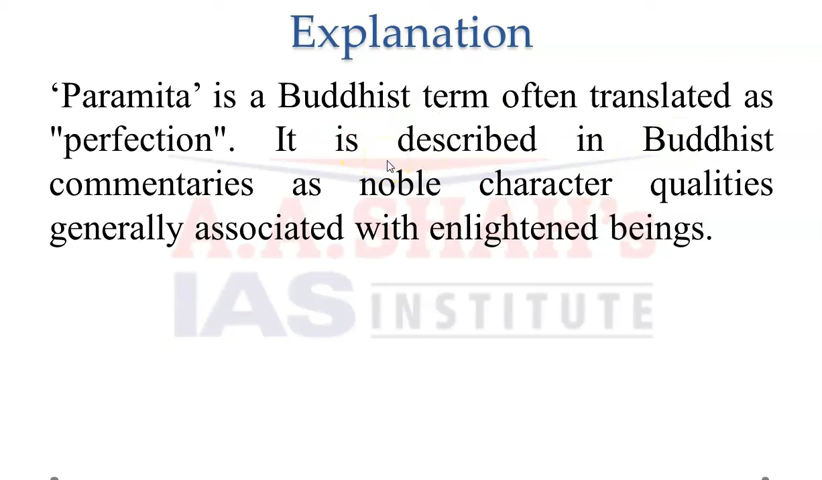 Explanation
‘Paramita’ is a Buddhist term often translated as
"perfection". It is described in Buddhist
commentaries as noble character qualities
generally associated with enlightened beings.
A.A.SHAH's
IAS INSTITUTE